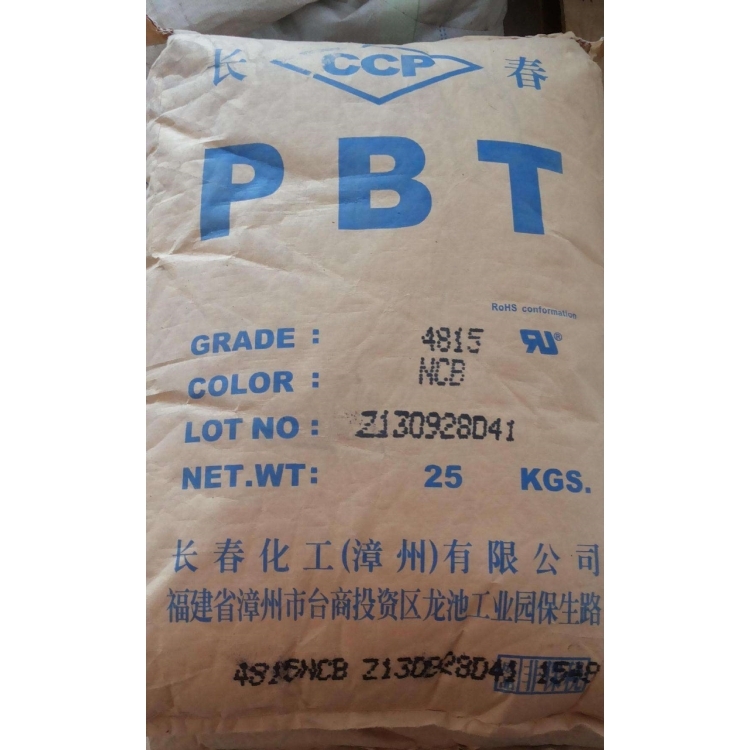 长 CCP 春
PBT
RoHS conformation
GRADE : 4815 RU®
COLOR : NCB
LOT NO : Z130928D41
NET.WT: 25 KGS.
长春化工(漳州)有限公司
福建省漳州市台商投资区龙池工业园保生路
4815NCB Z130828D41